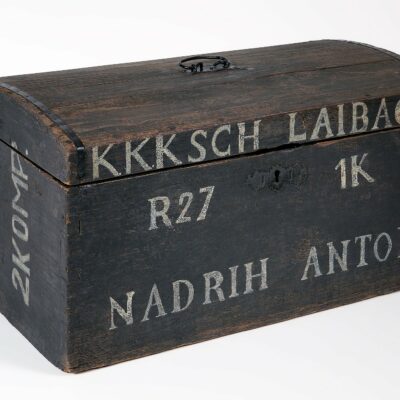 KKKSCH LAIBAC
R27 1K
NADRIH ANTO
2KOMP.